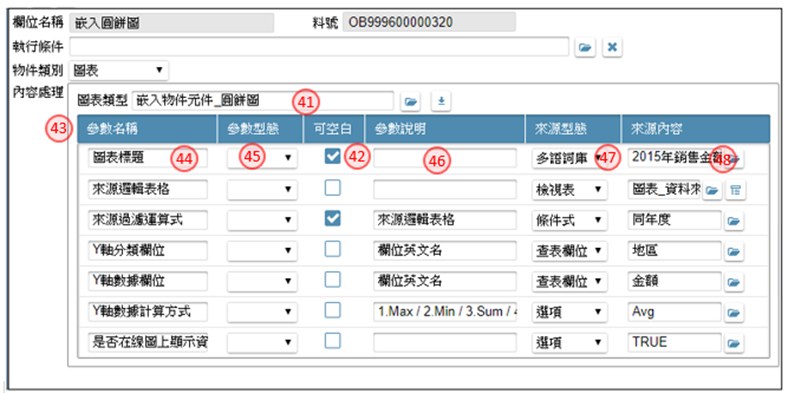 欄位名稱 嵌入圓餅圖 料號 OB999600000320
執行條件
物件類別 圖表
內容處理 圖表類型 嵌入物件元件_圓餅圖 41
43 參數名稱 參數型態 可空白 參數說明 來源型態 來源內容
圖表標題 44 45 42 46 多語詞庫 47 2015年銷售金額 48
來源邏輯表格 檢視表 圖表_資料來
來源過濾運算式 來源邏輯表格 條件式 同年度
Y軸分類欄位 欄位英文名 查表欄位 地區
Y軸數據欄位 欄位英文名 查表欄位 金額
Y軸數據計算方式 1.Max / 2.Min / 3.Sum / 選項 Avg
是否在線圖上顯示資 選項 TRUE